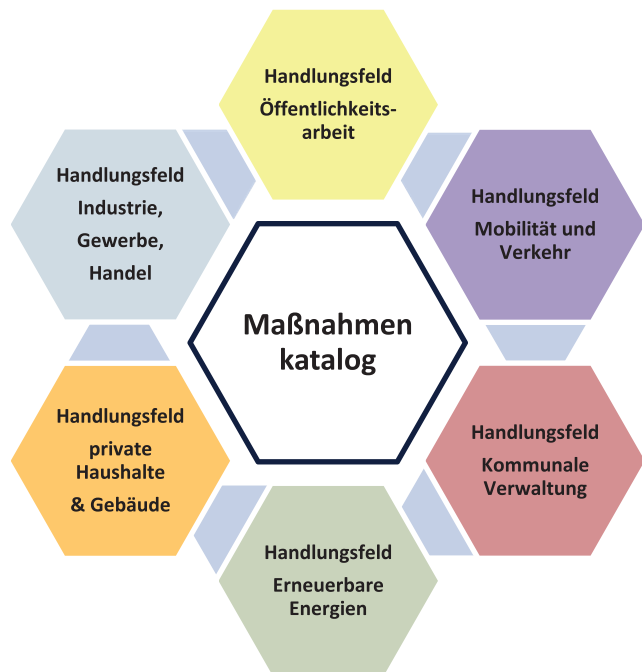 Handlungsfeld
Öffentlichkeits-
arbeit
Handlungsfeld
Mobilität und
Verkehr
Handlungsfeld
Kommunale
Verwaltung
Handlungsfeld
Erneuerbare
Energien
Handlungsfeld
private
Haushalte
& Gebäude
Handlungsfeld
Industrie,
Gewerbe,
Handel
Maßnahmen
katalog